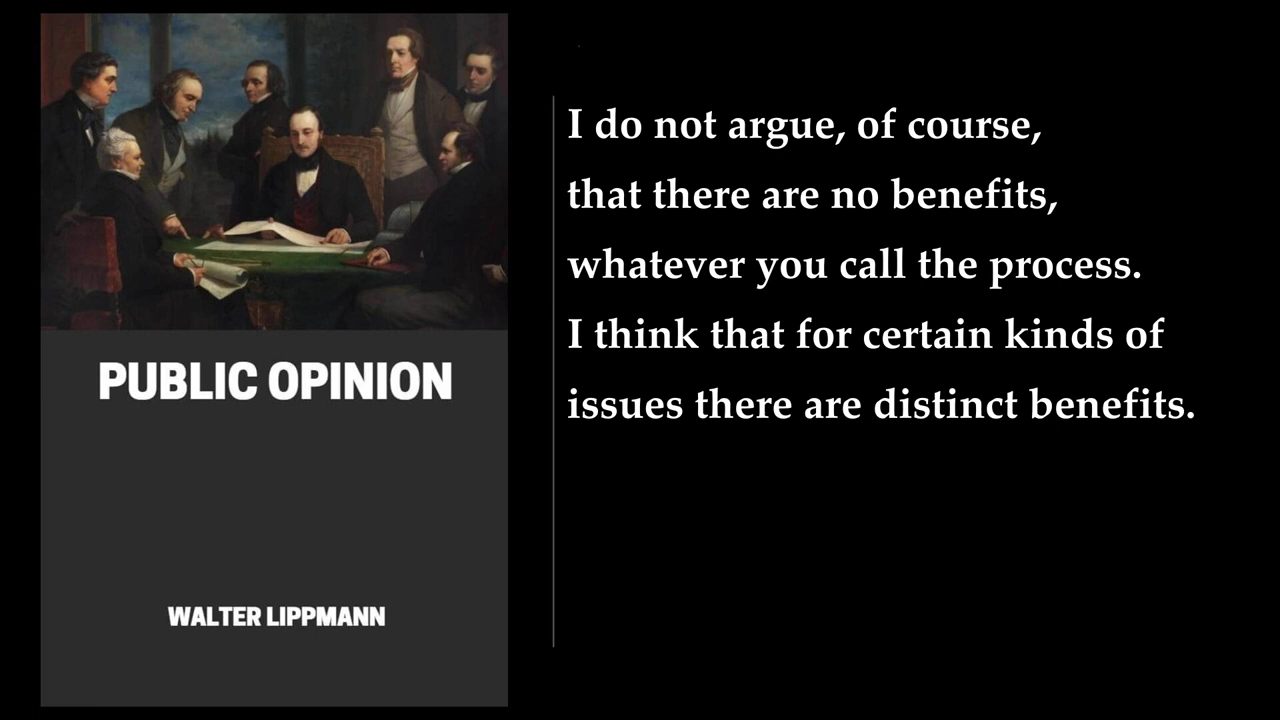 PUBLIC OPINION
WALTER LIPPMANN
I do not argue, of course,
that there are no benefits,
whatever you call the process.
I think that for certain kinds of
issues there are distinct benefits.